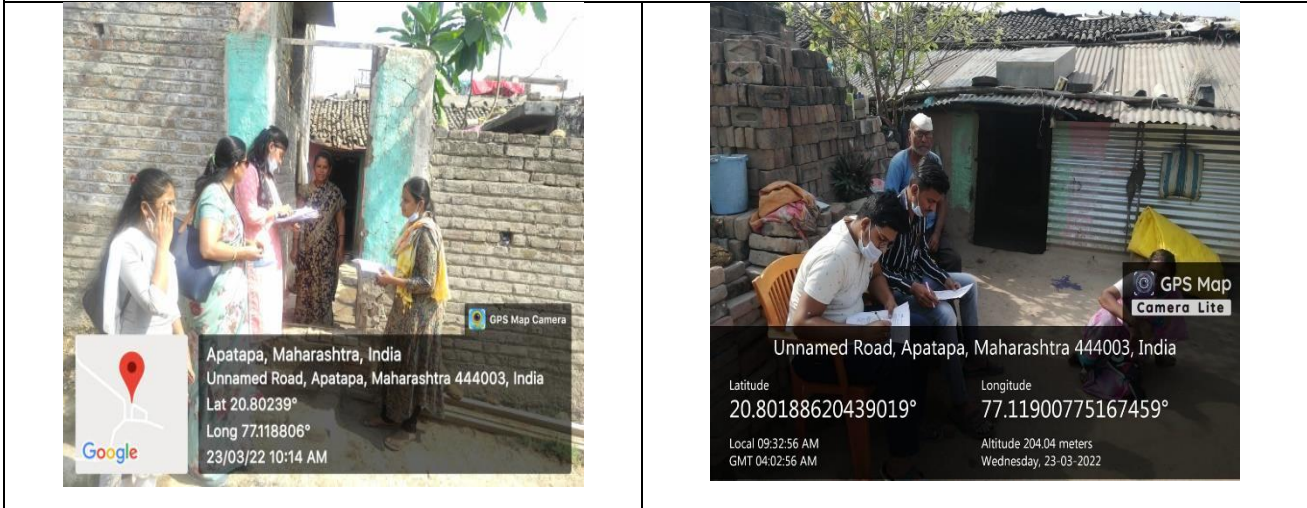 GPS Map Camera
Apatapa, Maharashtra, India
Unnamed Road, Apatapa, Maharashtra 444003, India
Lat 20.80239°
Long 77.118806°
23/03/22 10:14 AM
Google
GPS Map
Camera Lite
Unnamed Road, Apatapa, Maharashtra 444003, India
Latitude
20.80188620439019°
Longitude
77.11900775167459°
Local 09:32:56 AM
GMT 04:02:56 AM
Altitude 204.04 meters
Wednesday, 23-03-2022